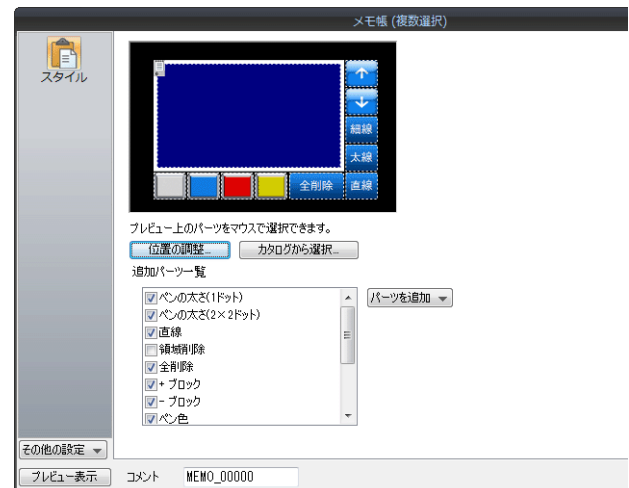 メモ帳 (複数選択)
スタイル
細線
太線
全削除 直線
プレビュー上のパーツをマウスで選択できます。
位置の調整... カタログから選択...
追加パーツ一覧
ペンの太さ(1ドット) パーツを追加
ペンの太さ(2×2ドット)
直線
領域削除
全削除
+ ブロック
- ブロック
ペン色
その他の設定
プレビュー表示 コメント MEMO_00000